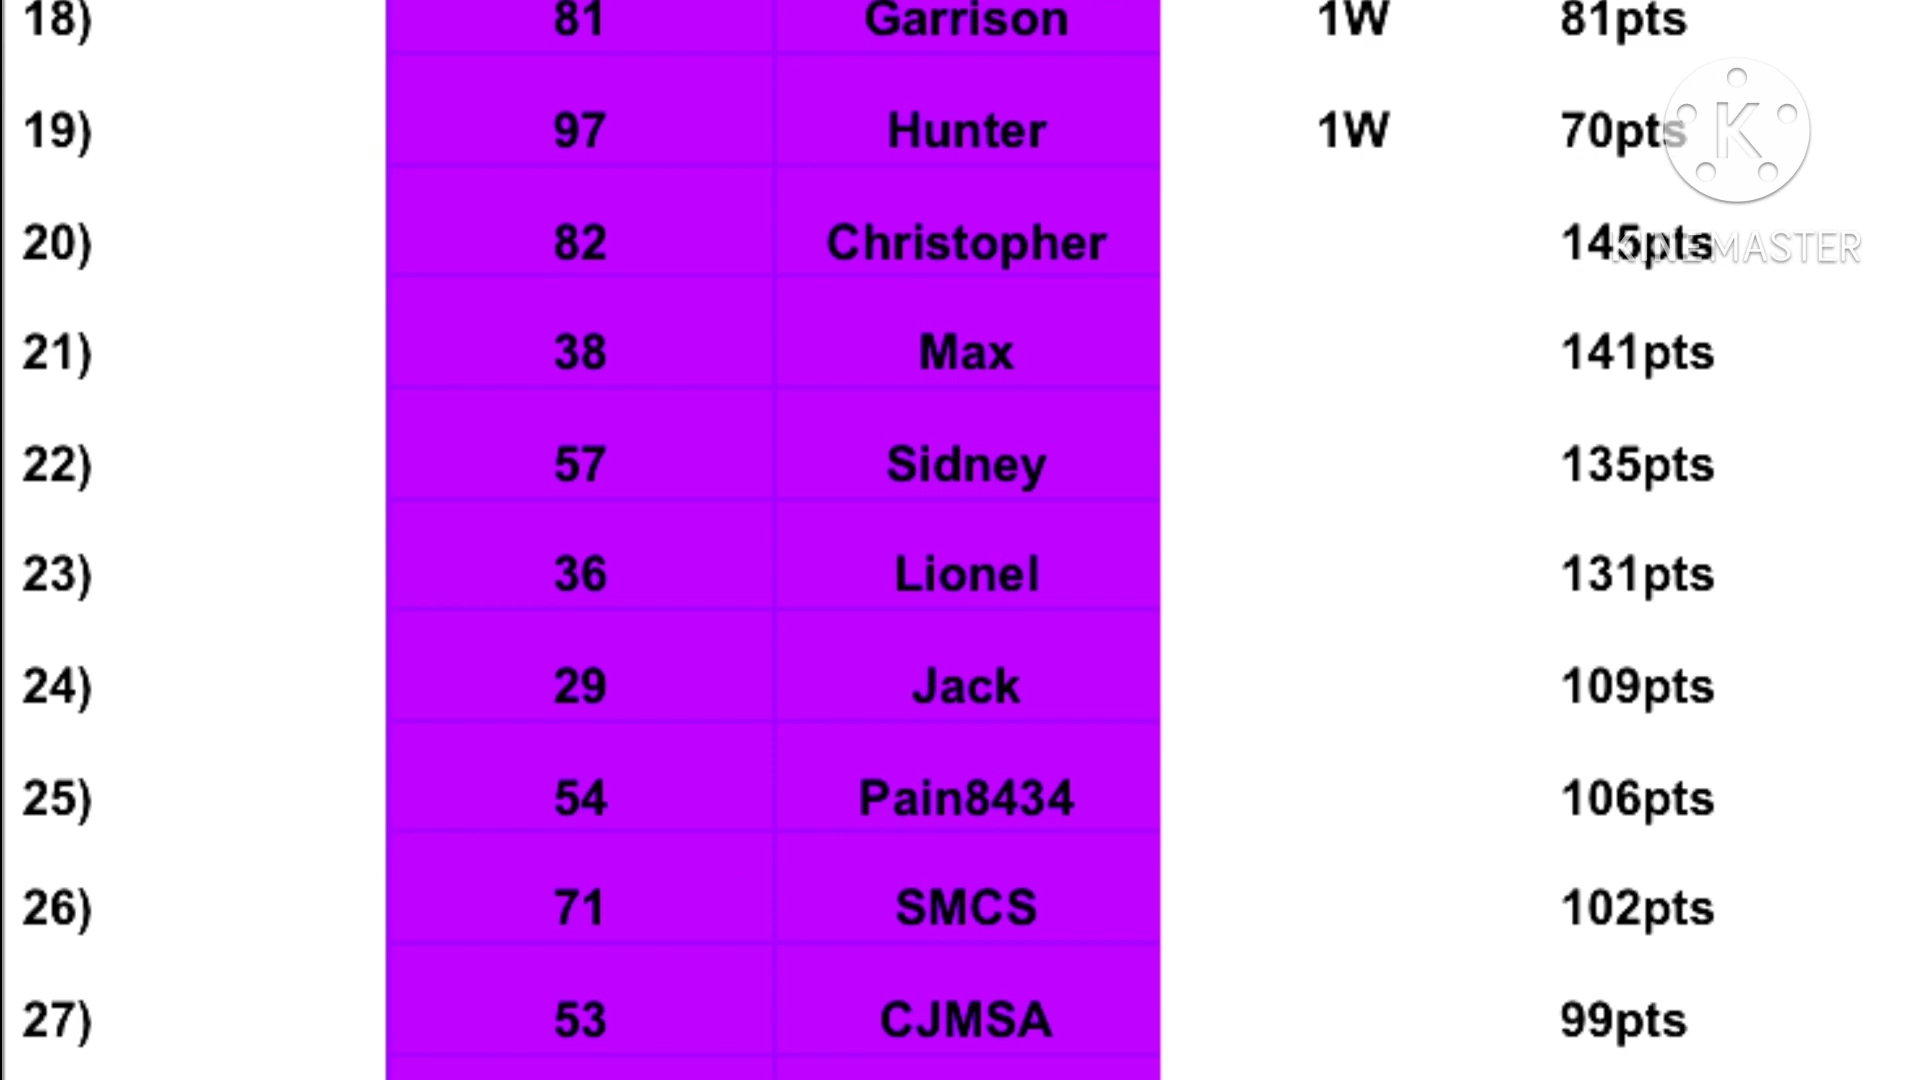 18) 81 Garrison 1W 81pts
19) 97 Hunter 1W 70pts
20) 82 Christopher 145pts
21) 38 Max 141pts
22) 57 Sidney 135pts
23) 36 Lionel 131pts
24) 29 Jack 109pts
25) 54 Pain8434 106pts
26) 71 SMCS 102pts
27) 53 CJMSA 99pts
K
KINEMASTER